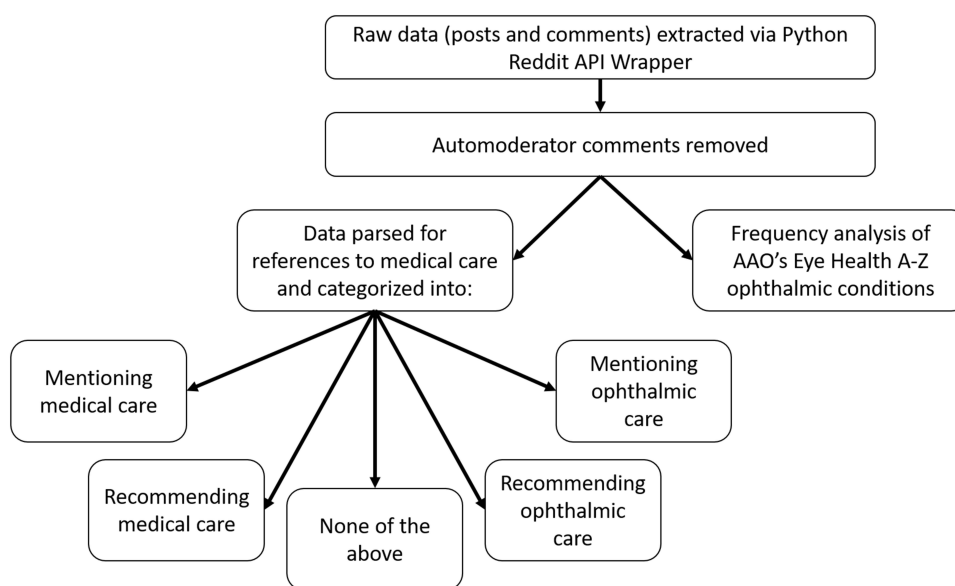 Raw data (posts and comments) extracted via Python
Reddit API Wrapper
Automoderator comments removed
Data parsed for
references to medical care
and categorized into:
Frequency analysis of
AAO's Eye Health A-Z
ophthalmic conditions
Mentioning
medical care
Mentioning
ophthalmic
care
Recommending
medical care
None of the
above
Recommending
ophthalmic
care